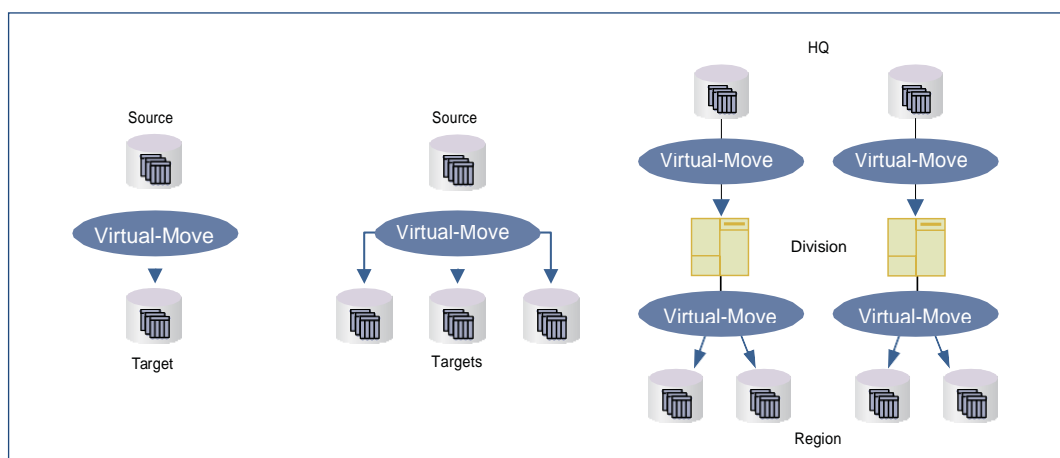 Source
Virtual-Move
Target
Source
Virtual-Move
Targets
HQ
Virtual-Move
Virtual-Move
Division
Virtual-Move
Virtual-Move
Region